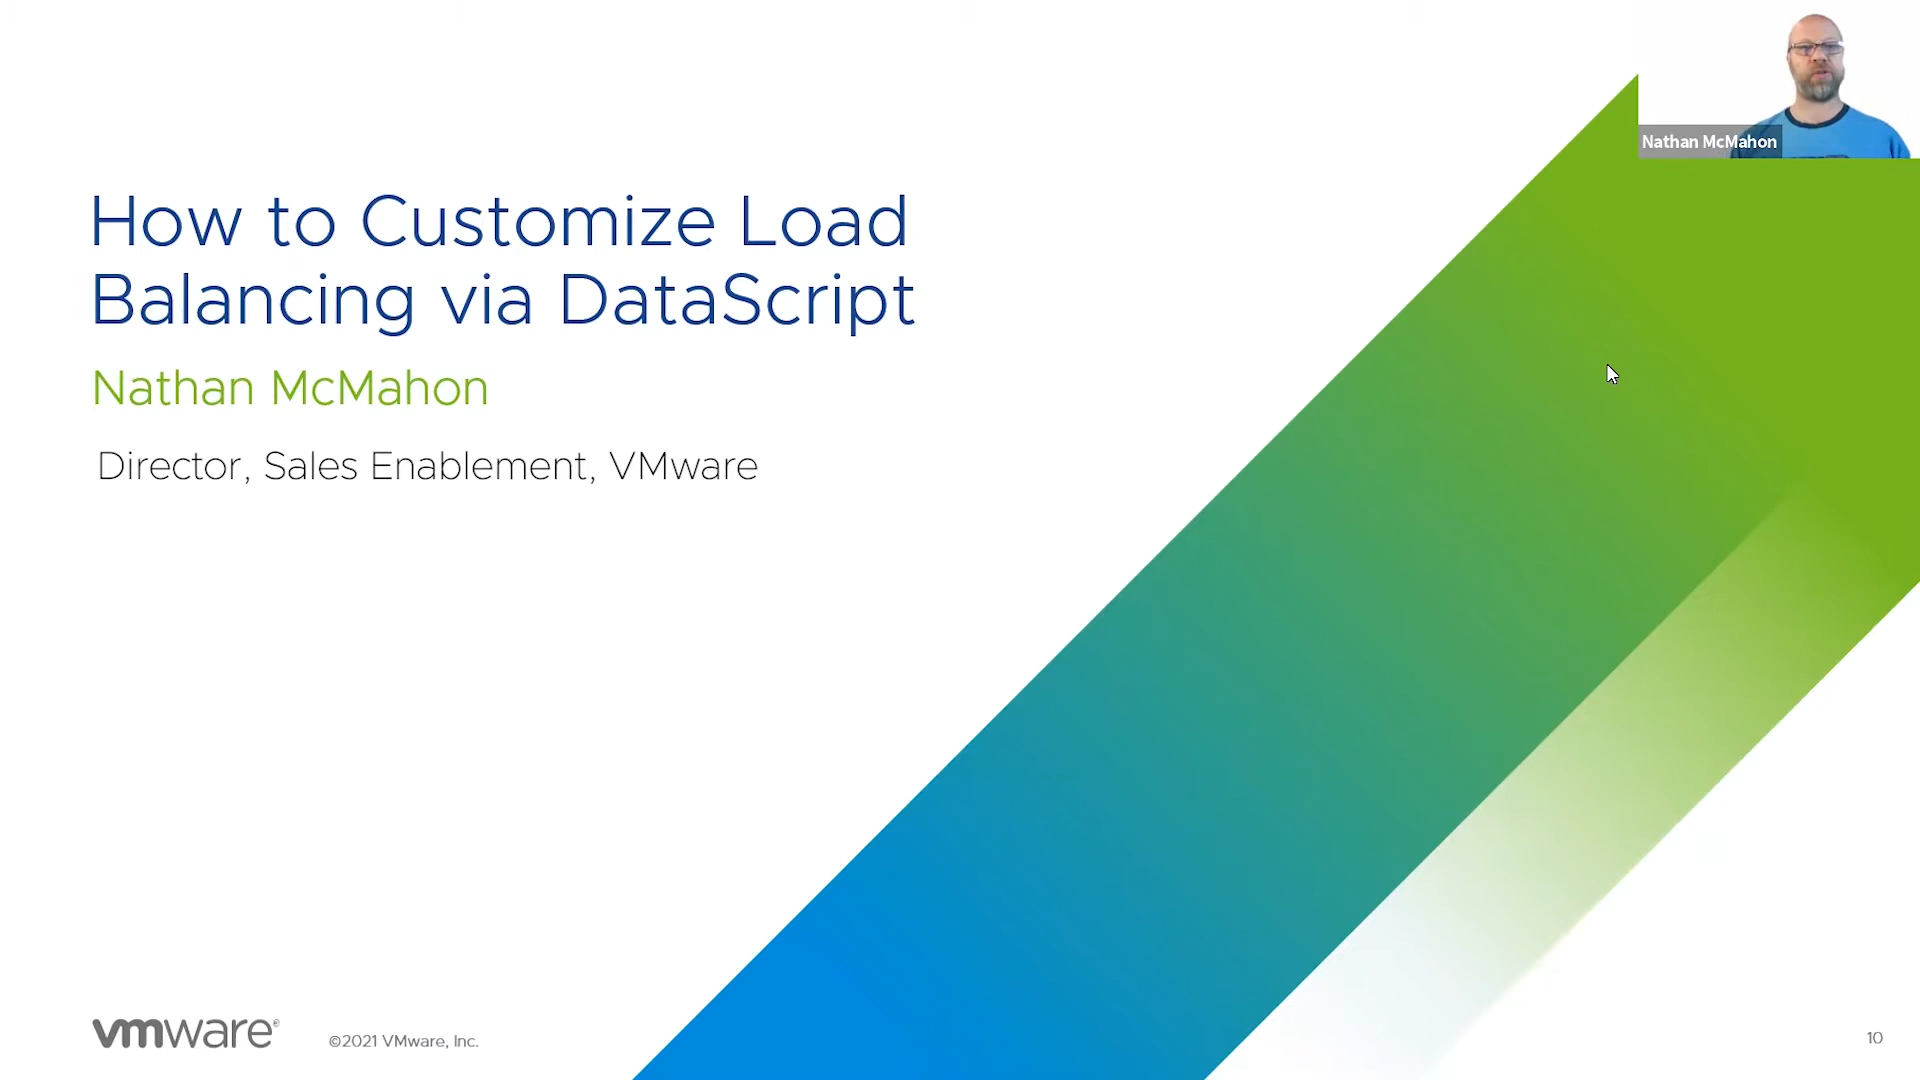 Nathan McMahon
How to Customize Load
Balancing via DataScript
Nathan McMahon
Director, Sales Enablement, VMware
vmware®
©2021 VMware, Inc.
10